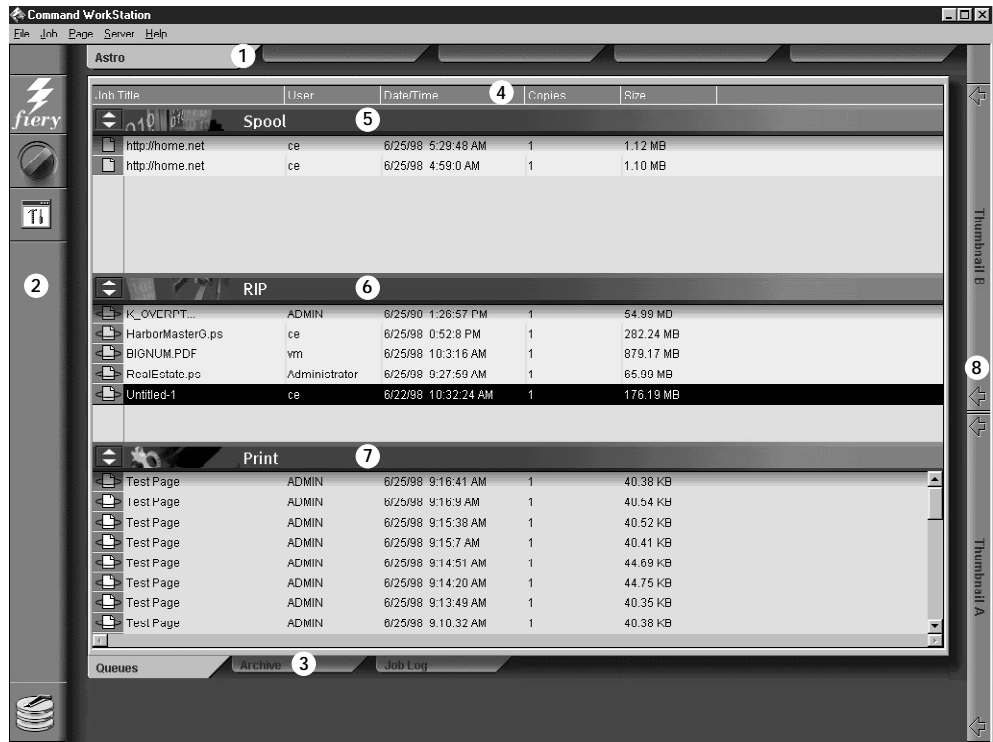 Command WorkStation
File Job Page Server Help
Astro 1
Job Title User Date/Time 4 Copies Size
fiery
Spool 5
http://home.net ce 6/25/98 5:29:48 AM 1 1.12 MB
http://home.net ce 6/25/98 4:59:0 AM 1 1.10 MB
2
Thumbnail B
RIP 6
K_OVERPT... ADMIN 1:26:57 PM 1
HarborMasterG.ps ce 6/25/98 0:52:8 PM 1 282.24 MB
BIGNUM.PDF vm 6/25/98 10:3:16 AM 1 879.17 MB
RealEstate.ps Administrator 6/25/98 9:27:59 AM 1 65.99 MB
8
Untitled-1 ce 6/22/98 10:32:24 AM 1 176.19 MB
Print 7
Test Page ADMIN 6/25/98 9:16:41 AM 1 40.38 KB
Test Page ADMIN 6/25/98 9:16:9 AM 1 40.54 KB
Test Page ADMIN 6/25/98 9:15:38 AM 1 40.52 KB
Test Page ADMIN 6/25/98 9:15:7 AM 1 40.41 KB
Test Page ADMIN 6/25/98 9:14:51 AM 1 44.69 KB
Test Page ADMIN 6/25/98 9:14:20 AM 1 44.75 KB
Test Page ADMIN 6/25/98 9:13:49 AM 1 40.35 KB
Test Page ADMIN 6/25/98 9:10:32 AM 1 40.38 KB
Thumbnail A
Queues Archive 3 Job Log